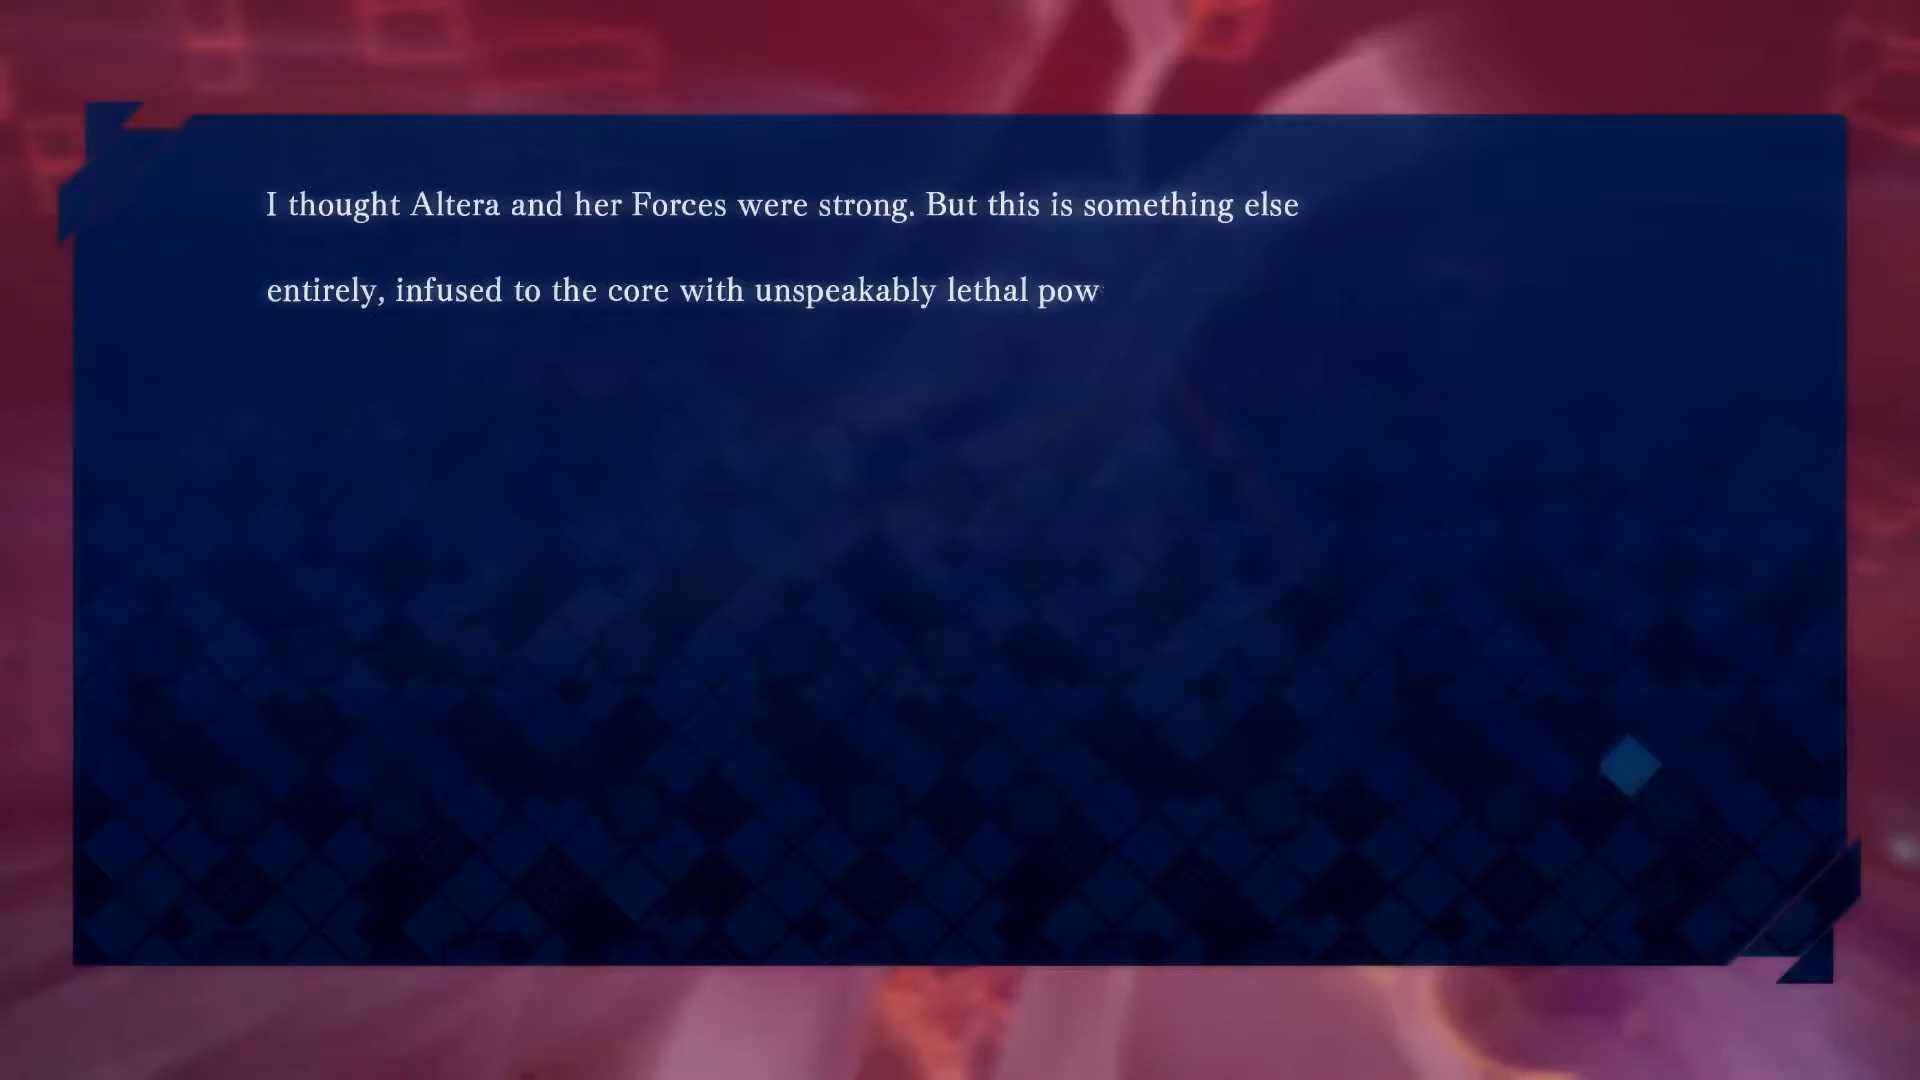 I thought Altera and her Forces were strong. But this is something else
entirely, infused to the core with unspeakably lethal pow